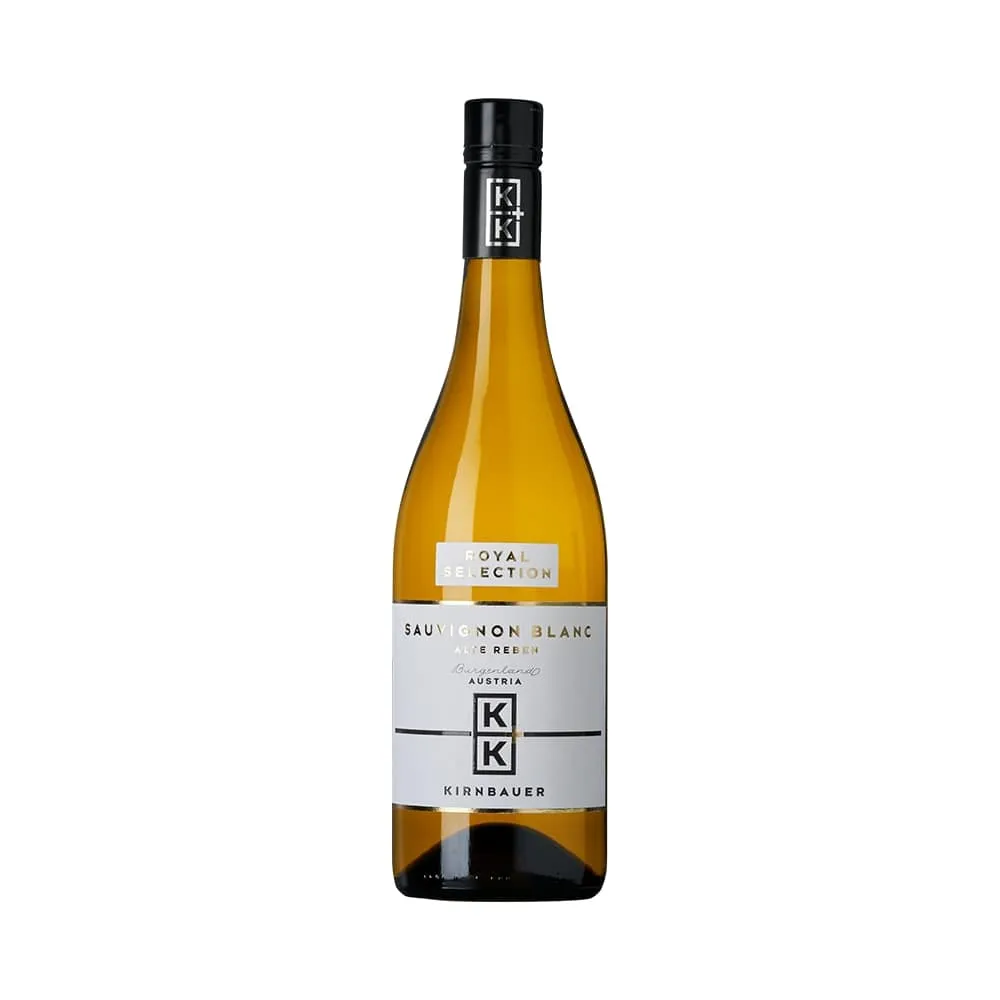 K
+
K
ROYAL
SELECTION
SAUVIGNON BLANC
ALTE REBEN
Burgenland
AUSTRIA
K
+
K
KIRNBAUER